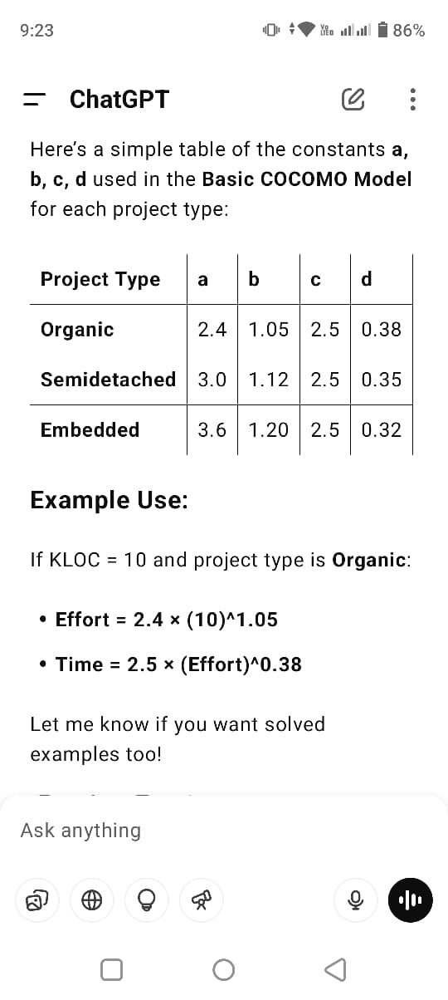 9:23
86%
ChatGPT
Here's a simple table of the constants a,
b, c, d used in the Basic COCOMO Model
for each project type:
Project Type a b c d
Organic 2.4 1.05 2.5 0.38
Semidetached 3.0 1.12 2.5 0.35
Embedded 3.6 1.20 2.5 0.32
Example Use:
If KLOC = 10 and project type is Organic:
• Effort = 2.4 × (10)^1.05
• Time = 2.5 × (Effort)^0.38
Let me know if you want solved
examples too!
Ask anything